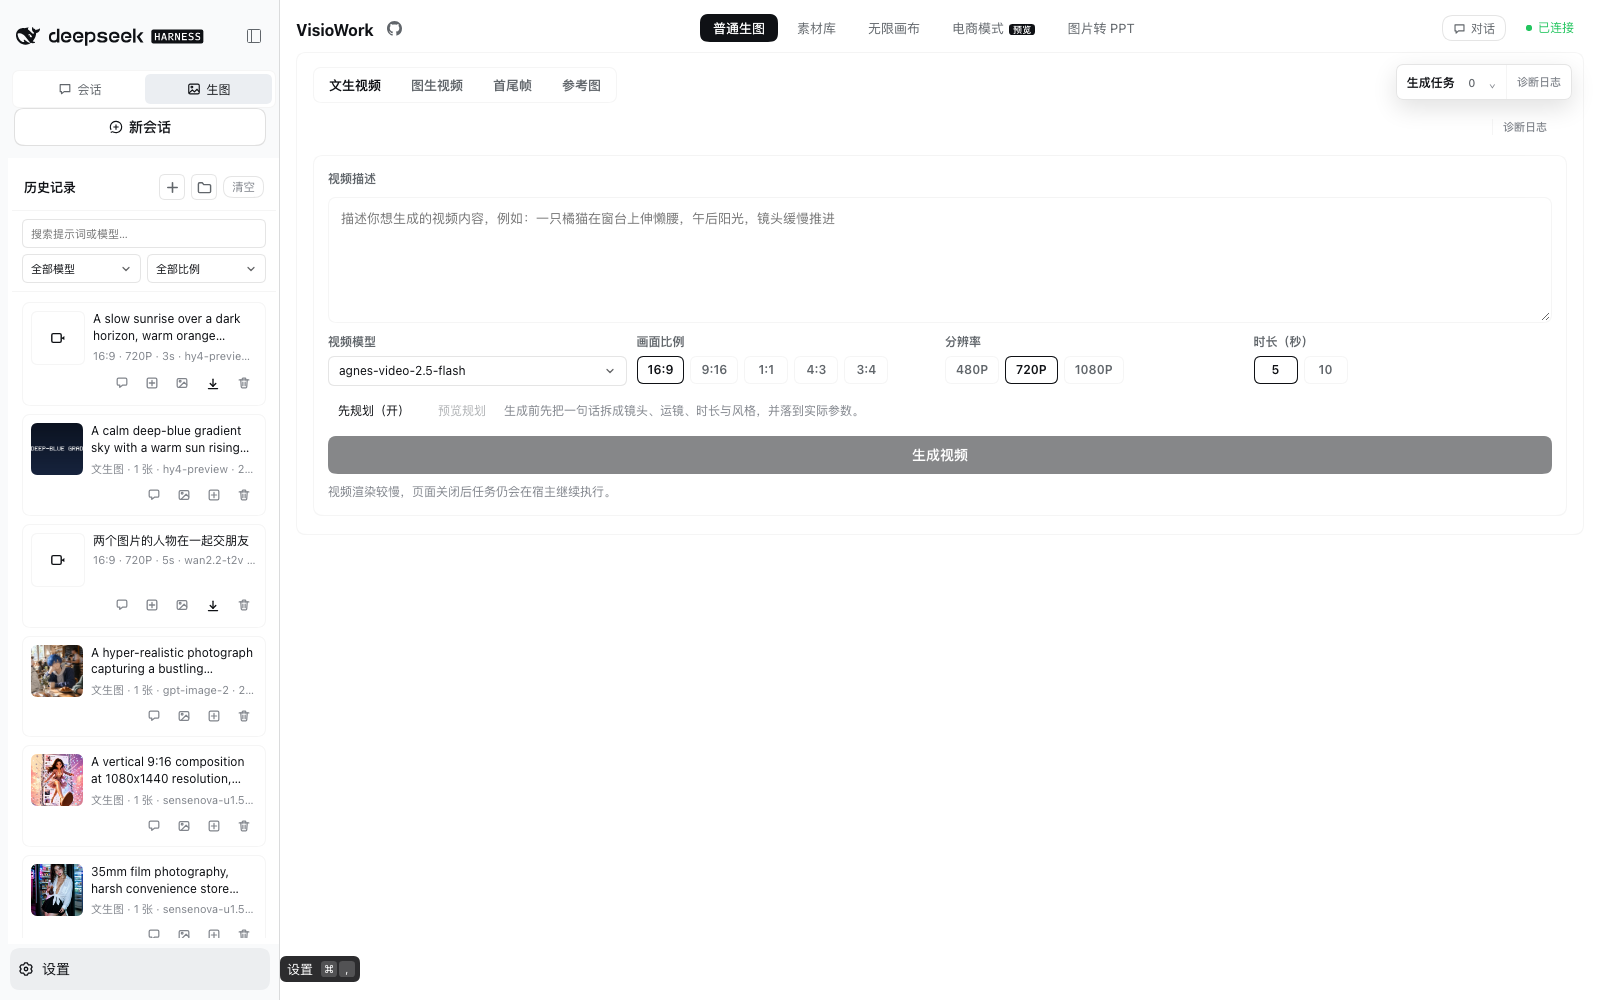 deepseek HARNESS
会话
生图
新会话
历史记录
清空
搜索提示词或模型...
全部模型
全部比例
A slow sunrise over a dark
horizon, warm orange...
16:9 · 720P · 3s · hy4-previe...
DEEP-BLUE GRAD
A calm deep-blue gradient
sky with a warm sun rising...
文生图 · 1 张 · hy4-preview · 2...
两个图片的人物在一起交朋友
16:9 · 720P · 5s · wan2.2-t2v ...
A hyper-realistic photograph
capturing a bustling...
文生图 · 1 张 · gpt-image-2 · 2...
A vertical 9:16 composition
at 1080x1440 resolution,...
文生图 · 1 张 · sensenova-u1.5...
35mm film photography,
harsh convenience store...
文生图 · 1 张 · sensenova-u1.5...
设置
设置 ⌘ ,
VisioWork
普通生图
素材库
无限画布
电商模式 预览
图片转 PPT
对话
已连接
文生视频
图生视频
首尾帧
参考图
生成任务 0
诊断日志
诊断日志
视频描述
描述你想生成的视频内容，例如：一只橘猫在窗台上伸懒腰，午后阳光，镜头缓慢推进
视频模型
agnes-video-2.5-flash
画面比例
16:9 9:16 1:1 4:3 3:4
分辨率
480P 720P 1080P
时长（秒）
5 10
先规划（开）
预览规划
生成前先把一句话拆成镜头、运镜、时长与风格，并落到实际参数。
生成视频
视频渲染较慢，页面关闭后任务仍会在宿主继续执行。